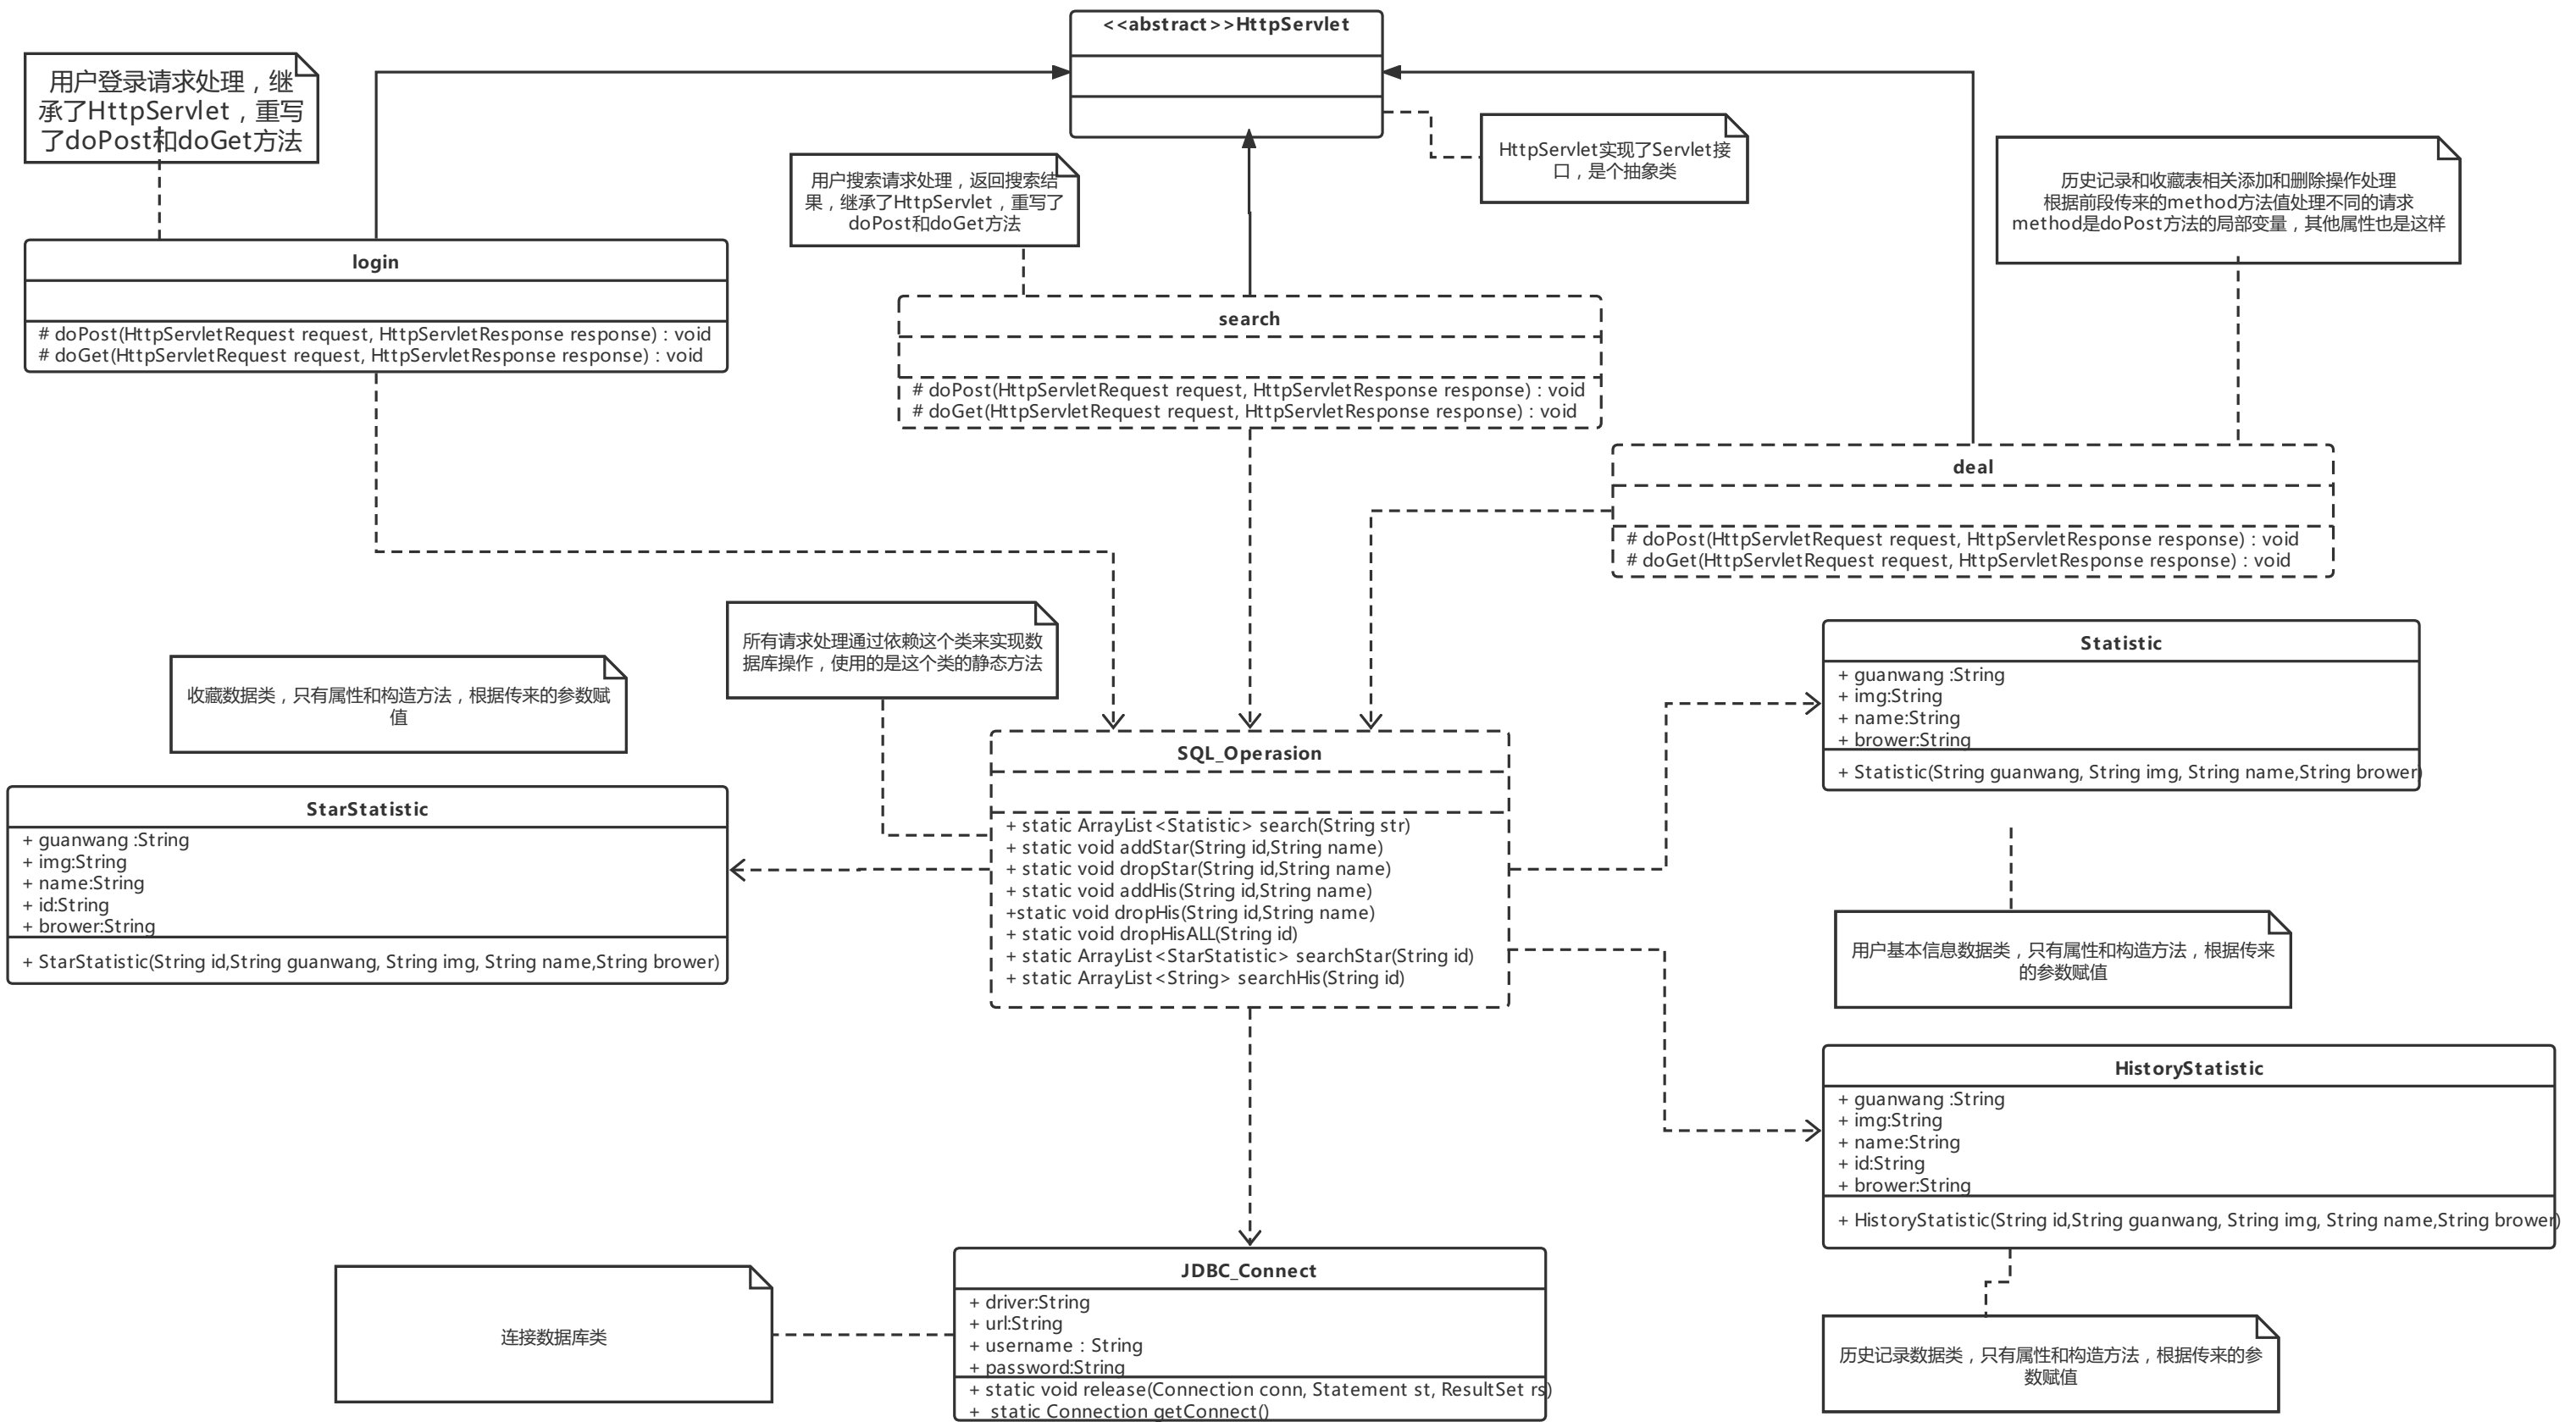 <<abstract>>HttpServlet
用户登录请求处理，继
承了HttpServlet，重写
了doPost和doGet方法
HttpServlet实现了Servlet接
口，是个抽象类
用户搜索请求处理，返回搜索结
果，继承了HttpServlet，重写了
doPost和doGet方法
历史记录和收藏表相关添加和删除操作处理
根据前段传来的method方法值处理不同的请求
method是doPost方法的局部变量，其他属性也是这样
login
# doPost(HttpServletRequest request, HttpServletResponse response) : void
# doGet(HttpServletRequest request, HttpServletResponse response) : void
search
# doPost(HttpServletRequest request, HttpServletResponse response) : void
# doGet(HttpServletRequest request, HttpServletResponse response) : void
deal
# doPost(HttpServletRequest request, HttpServletResponse response) : void
# doGet(HttpServletRequest request, HttpServletResponse response) : void
所有请求处理通过依赖这个类来实现数
据库操作，使用的是这个类的静态方法
收藏数据类，只有属性和构造方法，根据传来的参数赋
值
Statistic
+ guanwang :String
+ img:String
+ name:String
+ brower:String
+ Statistic(String guanwang, String img, String name,String brower)
SQL_Operasion
+ static ArrayList<Statistic> search(String str)
+ static void addStar(String id,String name)
+ static void dropStar(String id,String name)
+ static void addHis(String id,String name)
+static void dropHis(String id,String name)
+ static void dropHisALL(String id)
+ static ArrayList<StarStatistic> searchStar(String id)
+ static ArrayList<String> searchHis(String id)
StarStatistic
+ guanwang :String
+ img:String
+ name:String
+ id:String
+ brower:String
+ StarStatistic(String id,String guanwang, String img, String name,String brower)
用户基本信息数据类，只有属性和构造方法，根据传来
的参数赋值
HistoryStatistic
+ guanwang :String
+ img:String
+ name:String
+ id:String
+ brower:String
+ HistoryStatistic(String id,String guanwang, String img, String name,String brower)
JDBC_Connect
+ driver:String
+ url:String
+ username：String
+ password:String
+ static void release(Connection conn, Statement st, ResultSet rs)
+  static Connection getConnect()
连接数据库类
历史记录数据类，只有属性和构造方法，根据传来的参
数赋值